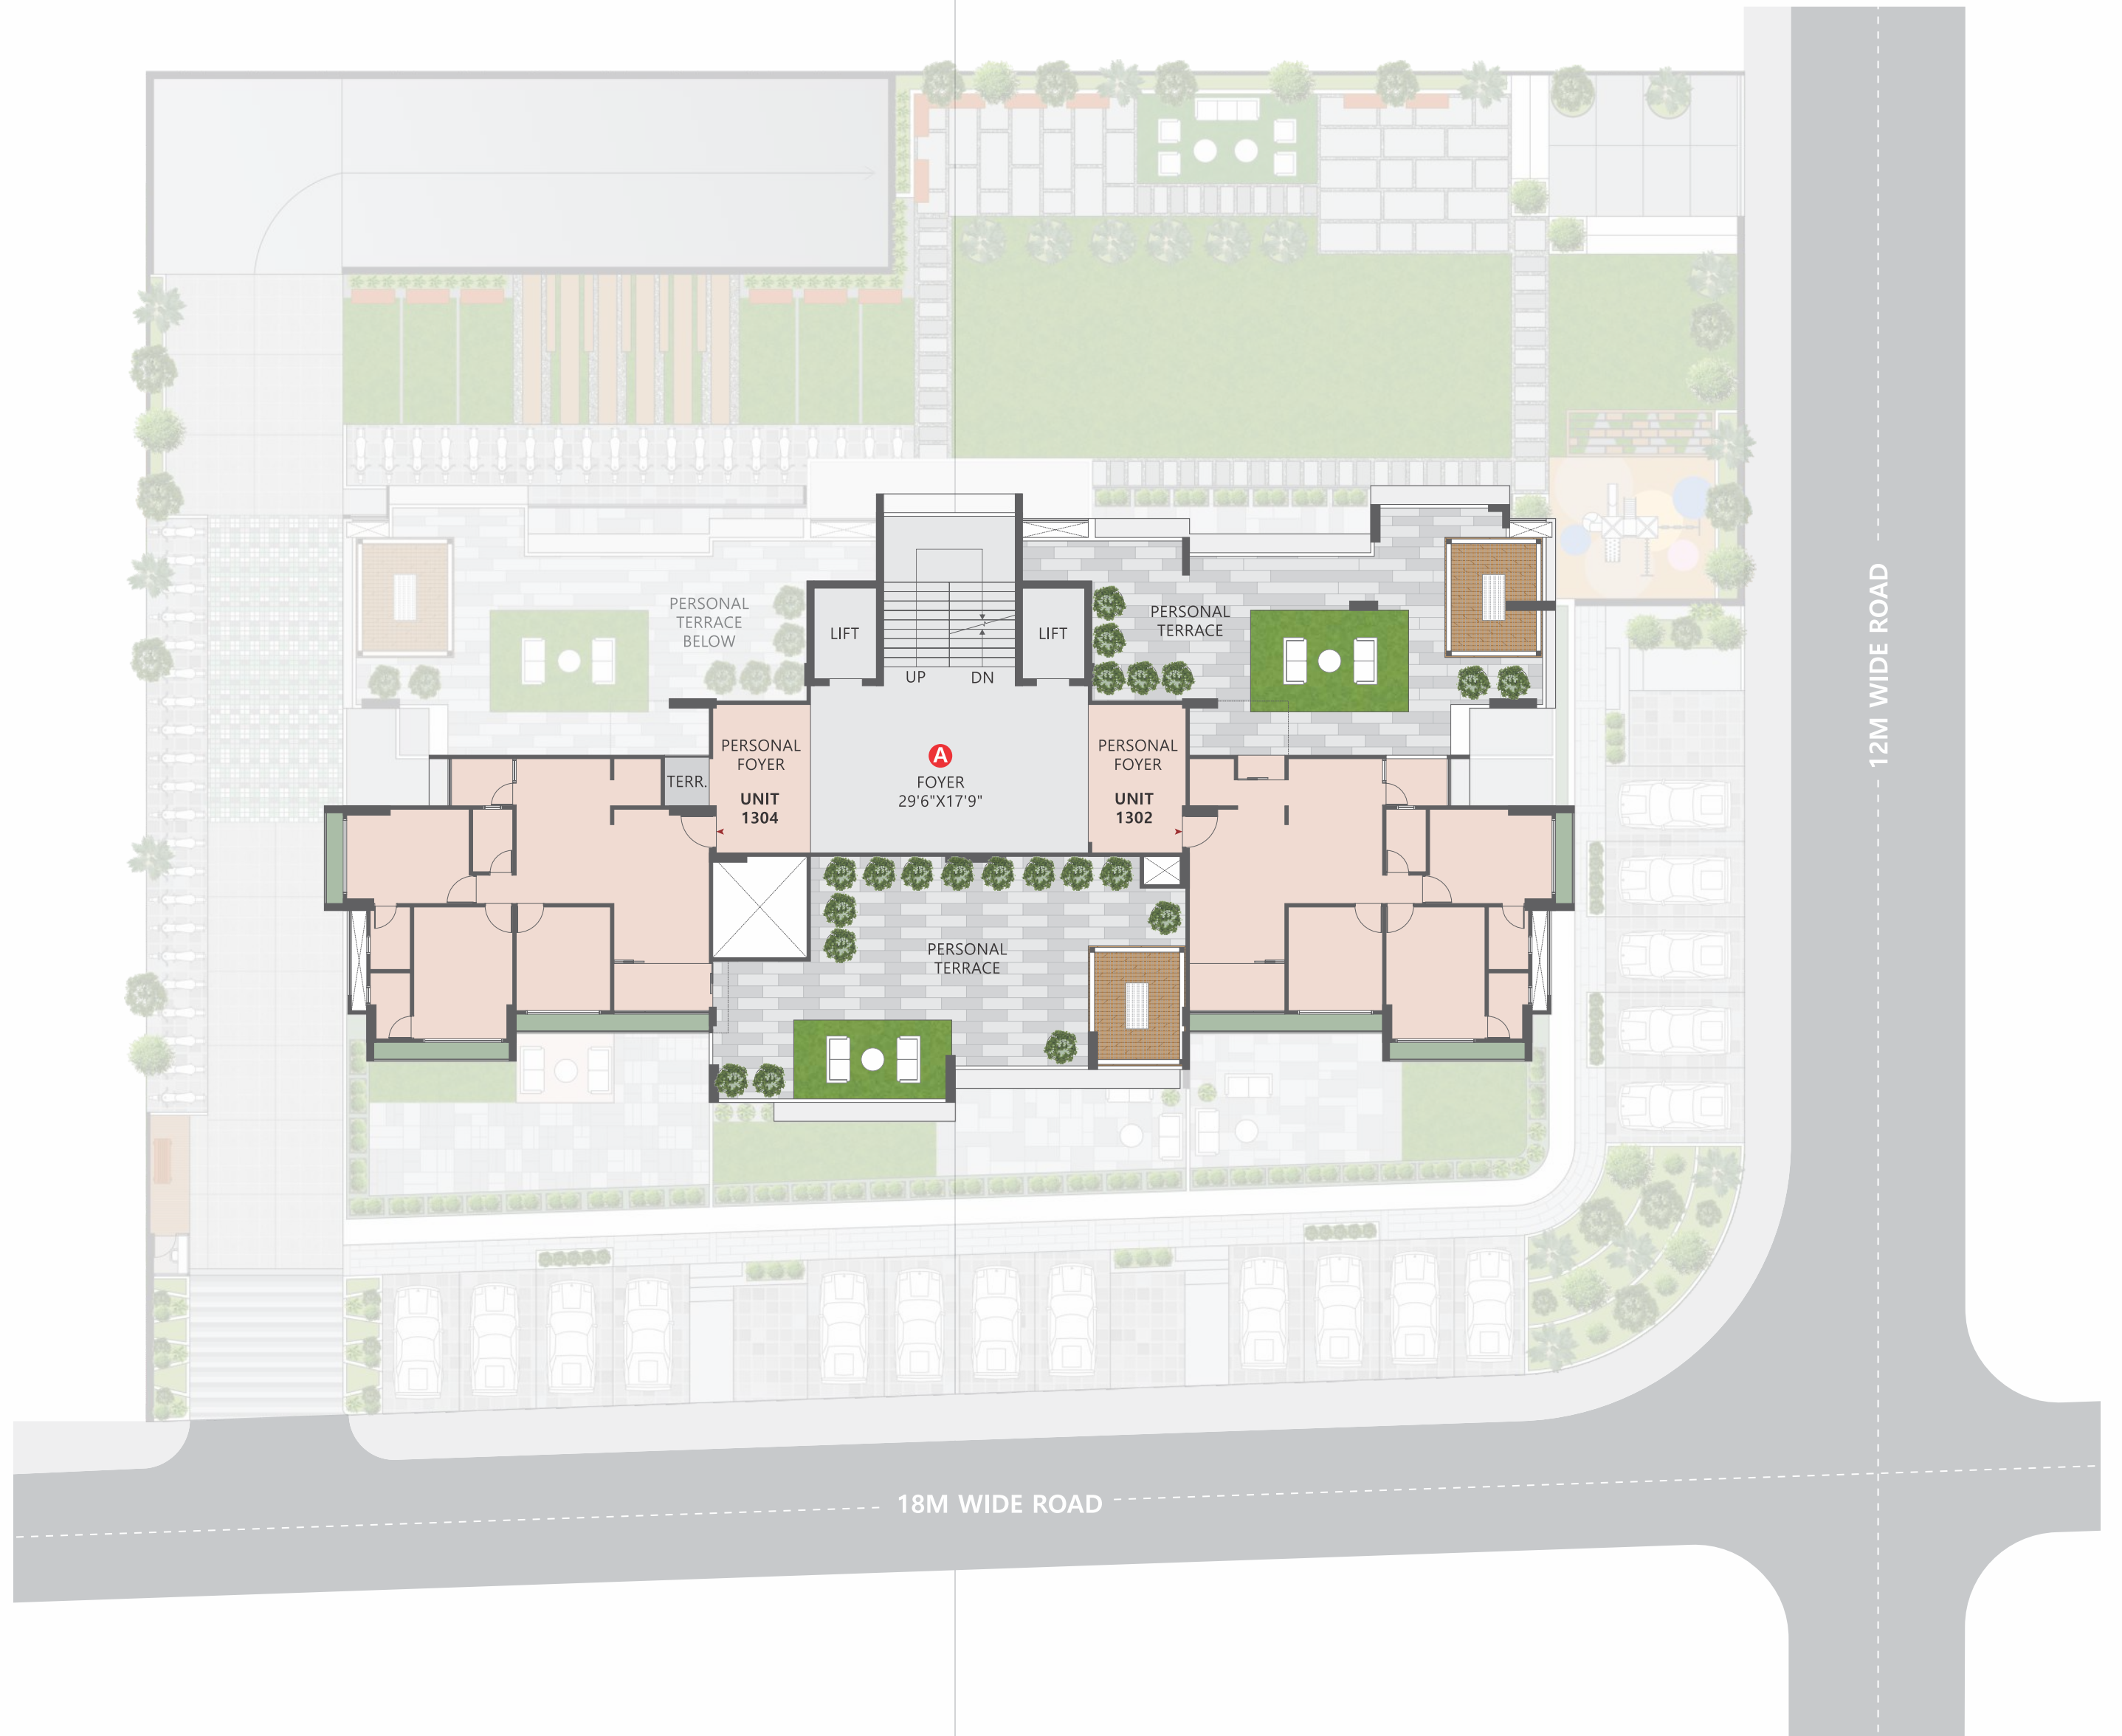 PERSONAL
TERRACE
BELOW
LIFT
UP
DN
LIFT
PERSONAL
TERRACE
12M WIDE ROAD
TERR.
PERSONAL
FOYER
UNIT
1304
A
FOYER
29'6"X17'9"
PERSONAL
FOYER
UNIT
1302
PERSONAL
TERRACE
18M WIDE ROAD